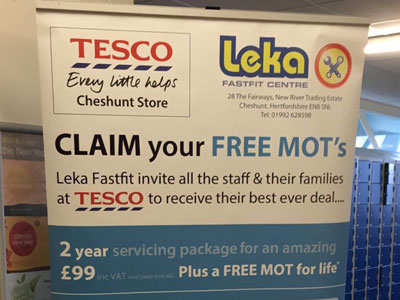 TESCO
Every little helps
Cheshunt Store
Leka
FASTFIT CENTRE
28 The Fairways, New River Trading Estate
Cheshunt, Hertfordshire EN8 0NL
Tel: 01992 628598
CLAIM your FREE MOT's
Leka Fastfit invite all the staff & their families
at TESCO to receive their best ever deal....
2 year servicing package for an amazing
£99 inc VAT Plus a FREE MOT for life*